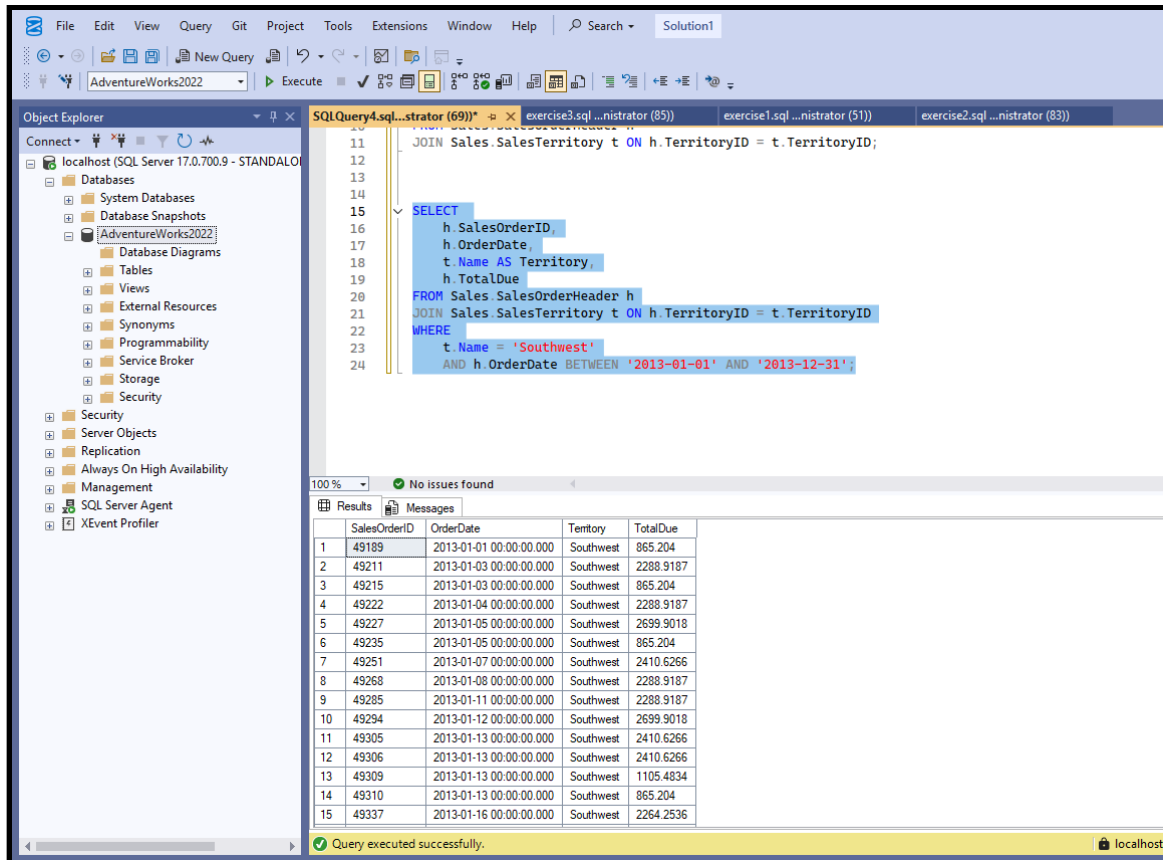 File Edit View Query Git Project Tools Extensions Window Help Search Solution1
New Query
AdventureWorks2022 Execute
Object Explorer
Connect
localhost (SQL Server 17.0.700.9 - STANDALO
Databases
System Databases
Database Snapshots
AdventureWorks2022
Database Diagrams
Tables
Views
External Resources
Synonyms
Programmability
Service Broker
Storage
Security
Security
Server Objects
Replication
Always On High Availability
Management
SQL Server Agent
XEvent Profiler
SQLQuery4.sql...strator (69))* exercise3.sql ...nistrator (85)) exercise1.sql ...nistrator (51)) exercise2.sql ...nistrator (83))
10 FROM Sales.SalesOrderHeader h
11 JOIN Sales.SalesTerritory t ON h.TerritoryID = t.TerritoryID;
12
13
14
15 SELECT
16 h.SalesOrderID,
17 h.OrderDate,
18 t.Name AS Territory,
19 h.TotalDue
20 FROM Sales.SalesOrderHeader h
21 JOIN Sales.SalesTerritory t ON h.TerritoryID = t.TerritoryID
22 WHERE
23 t.Name = 'Southwest'
24 AND h.OrderDate BETWEEN '2013-01-01' AND '2013-12-31';
100 % No issues found
Results Messages
SalesOrderID OrderDate Territory TotalDue
1 49189 2013-01-01 00:00:00.000 Southwest 865.204
2 49211 2013-01-03 00:00:00.000 Southwest 2288.9187
3 49215 2013-01-03 00:00:00.000 Southwest 865.204
4 49222 2013-01-04 00:00:00.000 Southwest 2288.9187
5 49227 2013-01-05 00:00:00.000 Southwest 2699.9018
6 49235 2013-01-05 00:00:00.000 Southwest 865.204
7 49251 2013-01-07 00:00:00.000 Southwest 2410.6266
8 49268 2013-01-08 00:00:00.000 Southwest 2288.9187
9 49285 2013-01-11 00:00:00.000 Southwest 2288.9187
10 49294 2013-01-12 00:00:00.000 Southwest 2699.9018
11 49305 2013-01-13 00:00:00.000 Southwest 2410.6266
12 49306 2013-01-13 00:00:00.000 Southwest 2410.6266
13 49309 2013-01-13 00:00:00.000 Southwest 1105.4834
14 49310 2013-01-13 00:00:00.000 Southwest 865.204
15 49337 2013-01-16 00:00:00.000 Southwest 2264.2536
Query executed successfully. localhost